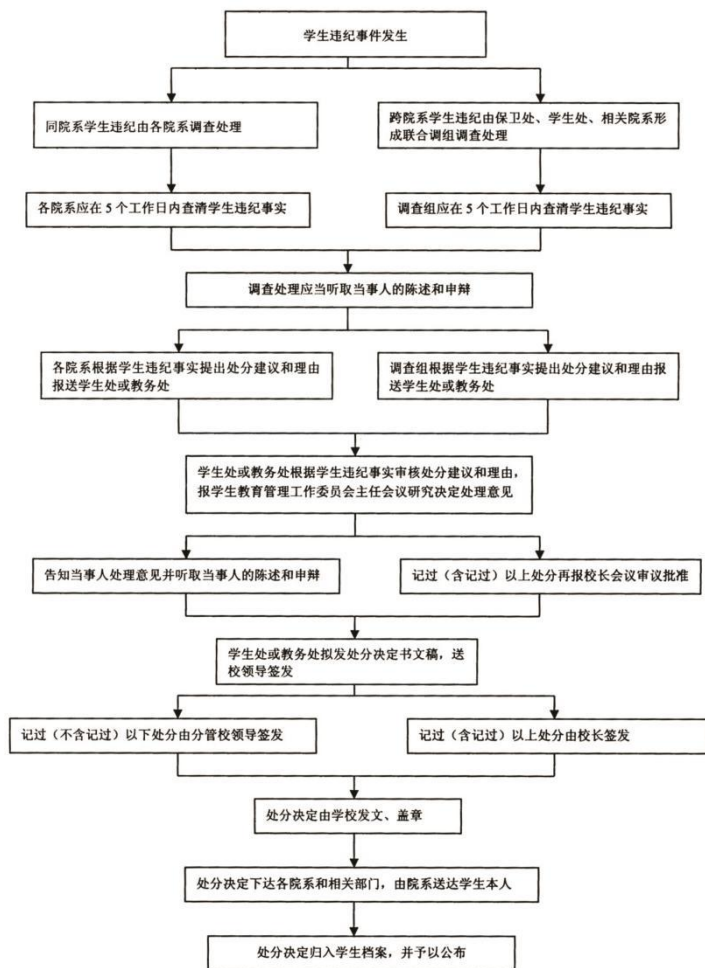 学生违纪事件发生
同院系学生违纪由各院系调查处理
跨院系学生违纪由保卫处、学生处、相关院系形
成联合调组调查处理
各院系应在 5 个工作日内查清学生违纪事实
调查组应在 5 个工作日内查清学生违纪事实
调查处理应当听取当事人的陈述和申辩
各院系根据学生违纪事实提出处分建议和理由
报送学生处或教务处
调查组根据学生违纪事实提出处分建议和理由报
送学生处或教务处
学生处或教务处根据学生违纪事实审核处分建议和理由，
报学生教育管理工作委员会主任会议研究决定处理意见
告知当事人处理意见并听取当事人的陈述和申辩
记过（含记过）以上处分再报校长会议审议批准
学生处或教务处拟发处分决定书文稿，送
校领导签发
记过（不含记过）以下处分由分管校领导签发
记过（含记过）以上处分由校长签发
处分决定由学校发文、盖章
处分决定下达各院系和相关部门，由院系送达学生本人
处分决定归入学生档案，并予以公布